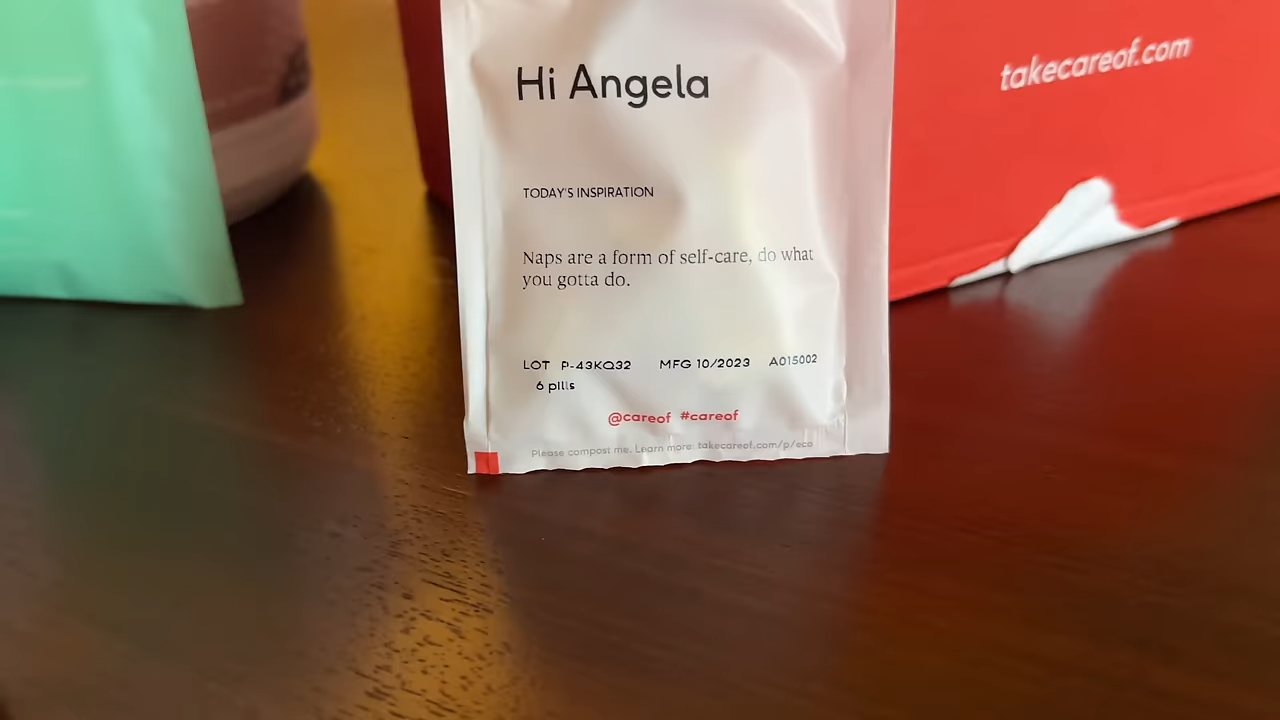 Hi Angela
takecareof.com
TODAY'S INSPIRATION
Naps are a form of self-care, do what
you gotta do.
LOT P-43KQ32 MFG 10/2023 A015002
6 pills
@careof #careof
Please compost me. Learn more: takecareof.com/p/eco